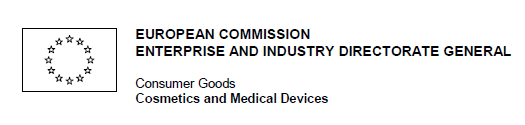 EUROPEAN COMMISSION
ENTERPRISE AND INDUSTRY DIRECTORATE GENERAL
Consumer Goods
Cosmetics and Medical Devices